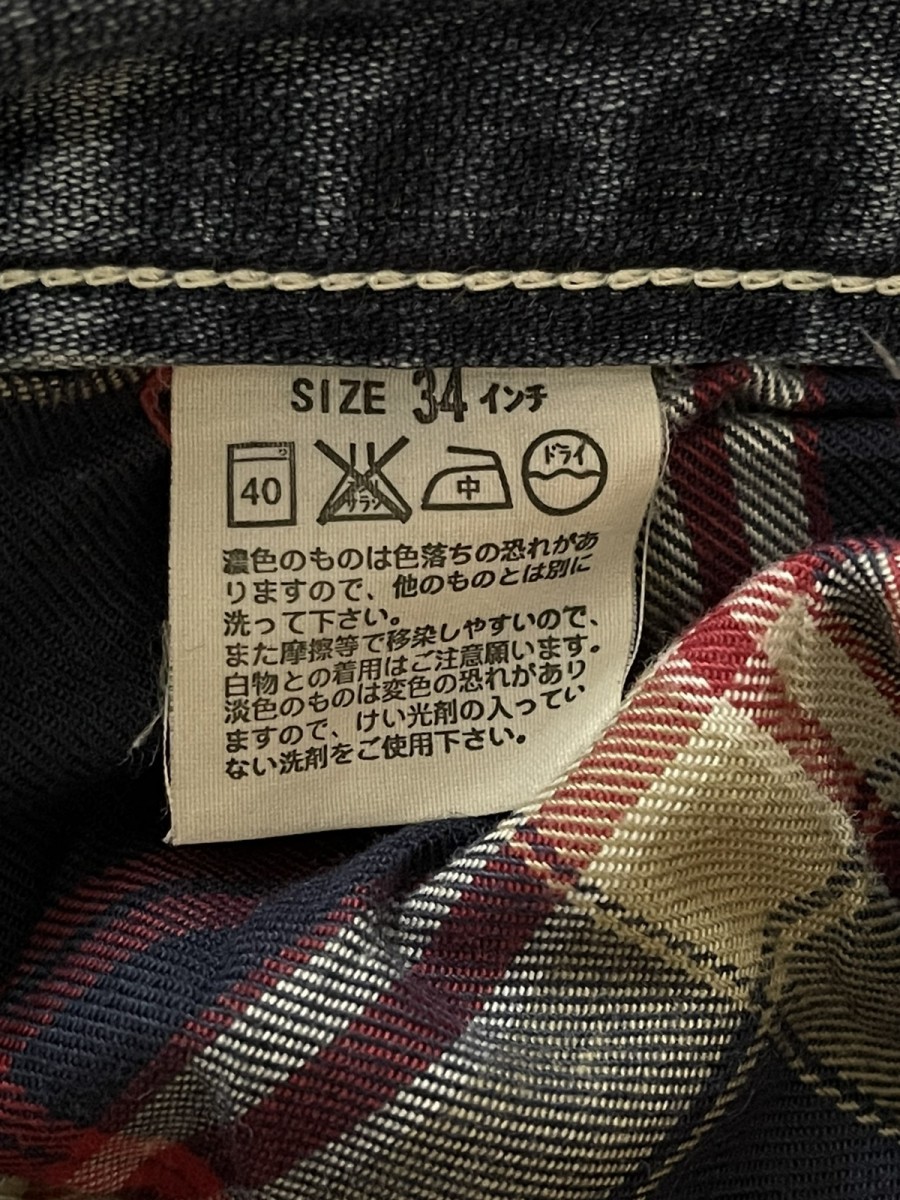 SIZE 34 インチ
40 エンソ サラシ 中 ドライ
濃色のものは色落ちの恐れがあ
りますので、他のものとは別に
洗って下さい。
また摩擦等で移染しやすいので、
白物との着用はご注意願います。
淡色のものは変色の恐れがあり
ますので、けい光剤の入ってい
ない洗剤をご使用下さい。